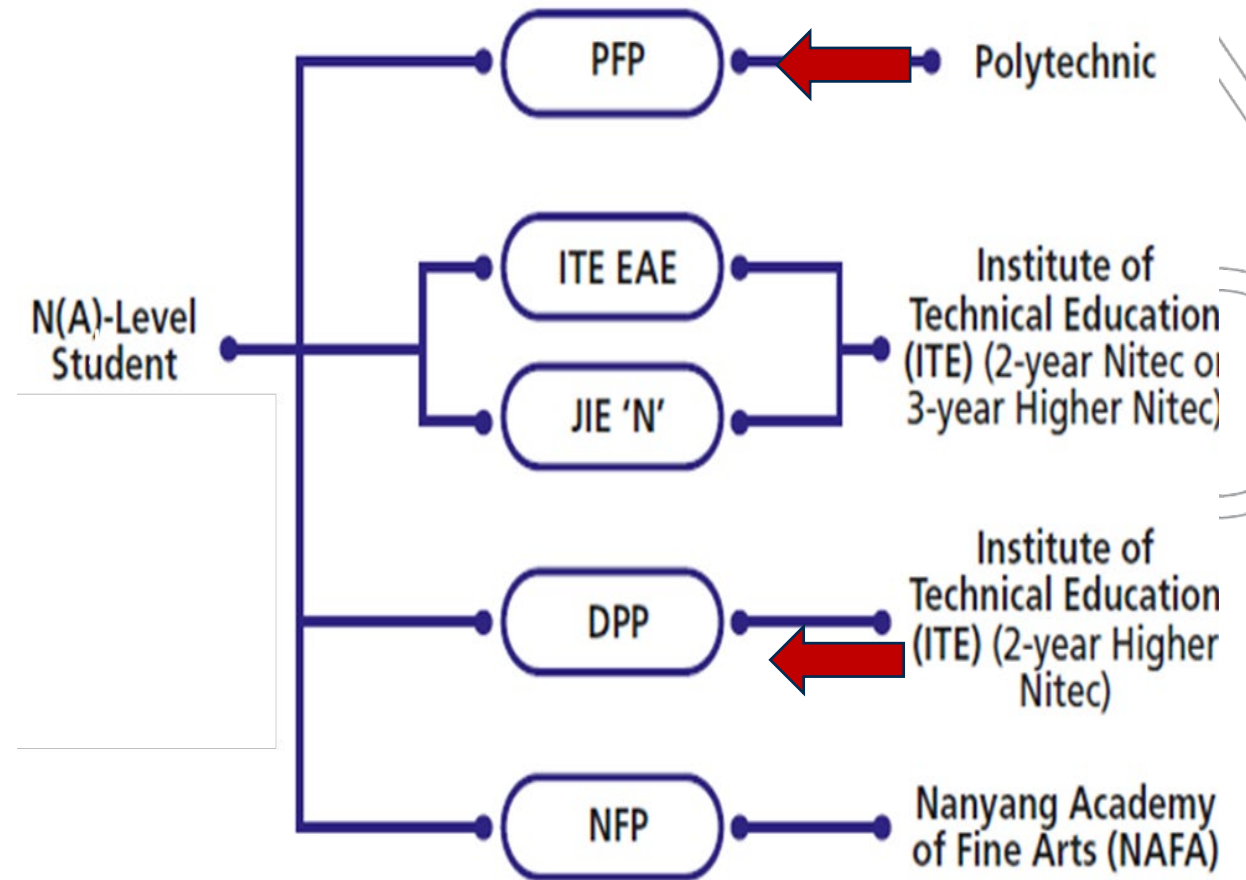 PFP
Polytechnic
N(A)-Level
Student
ITE EAE
JIE ‘N’
Institute of
Technical Education
(ITE) (2-year Nitec or
3-year Higher Nitec)
DPP
Institute of
Technical Education
(ITE) (2-year Higher
Nitec)
NFP
Nanyang Academy
of Fine Arts (NAFA)